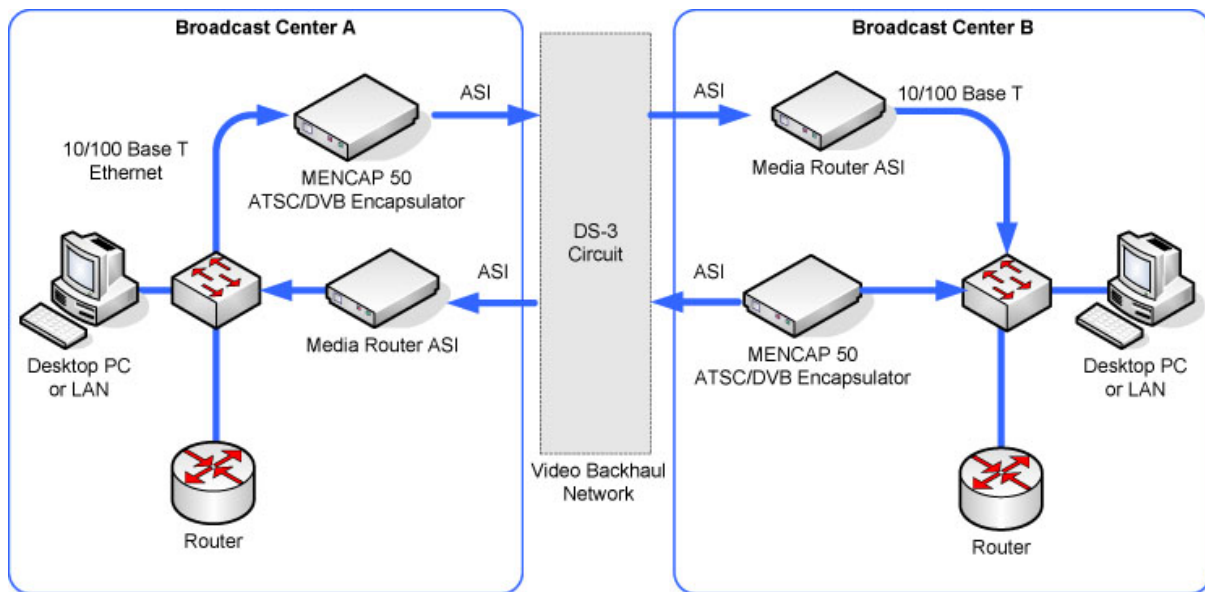 Broadcast Center A
Broadcast Center B
ASI
ASI
10/100 Base T
10/100 Base T
Ethernet
MENCAP 50
ATSC/DVB Encapsulator
Media Router ASI
DS-3
Circuit
ASI
ASI
Media Router ASI
MENCAP 50
ATSC/DVB Encapsulator
Desktop PC
or LAN
Desktop PC
or LAN
Video Backhaul
Network
Router
Router